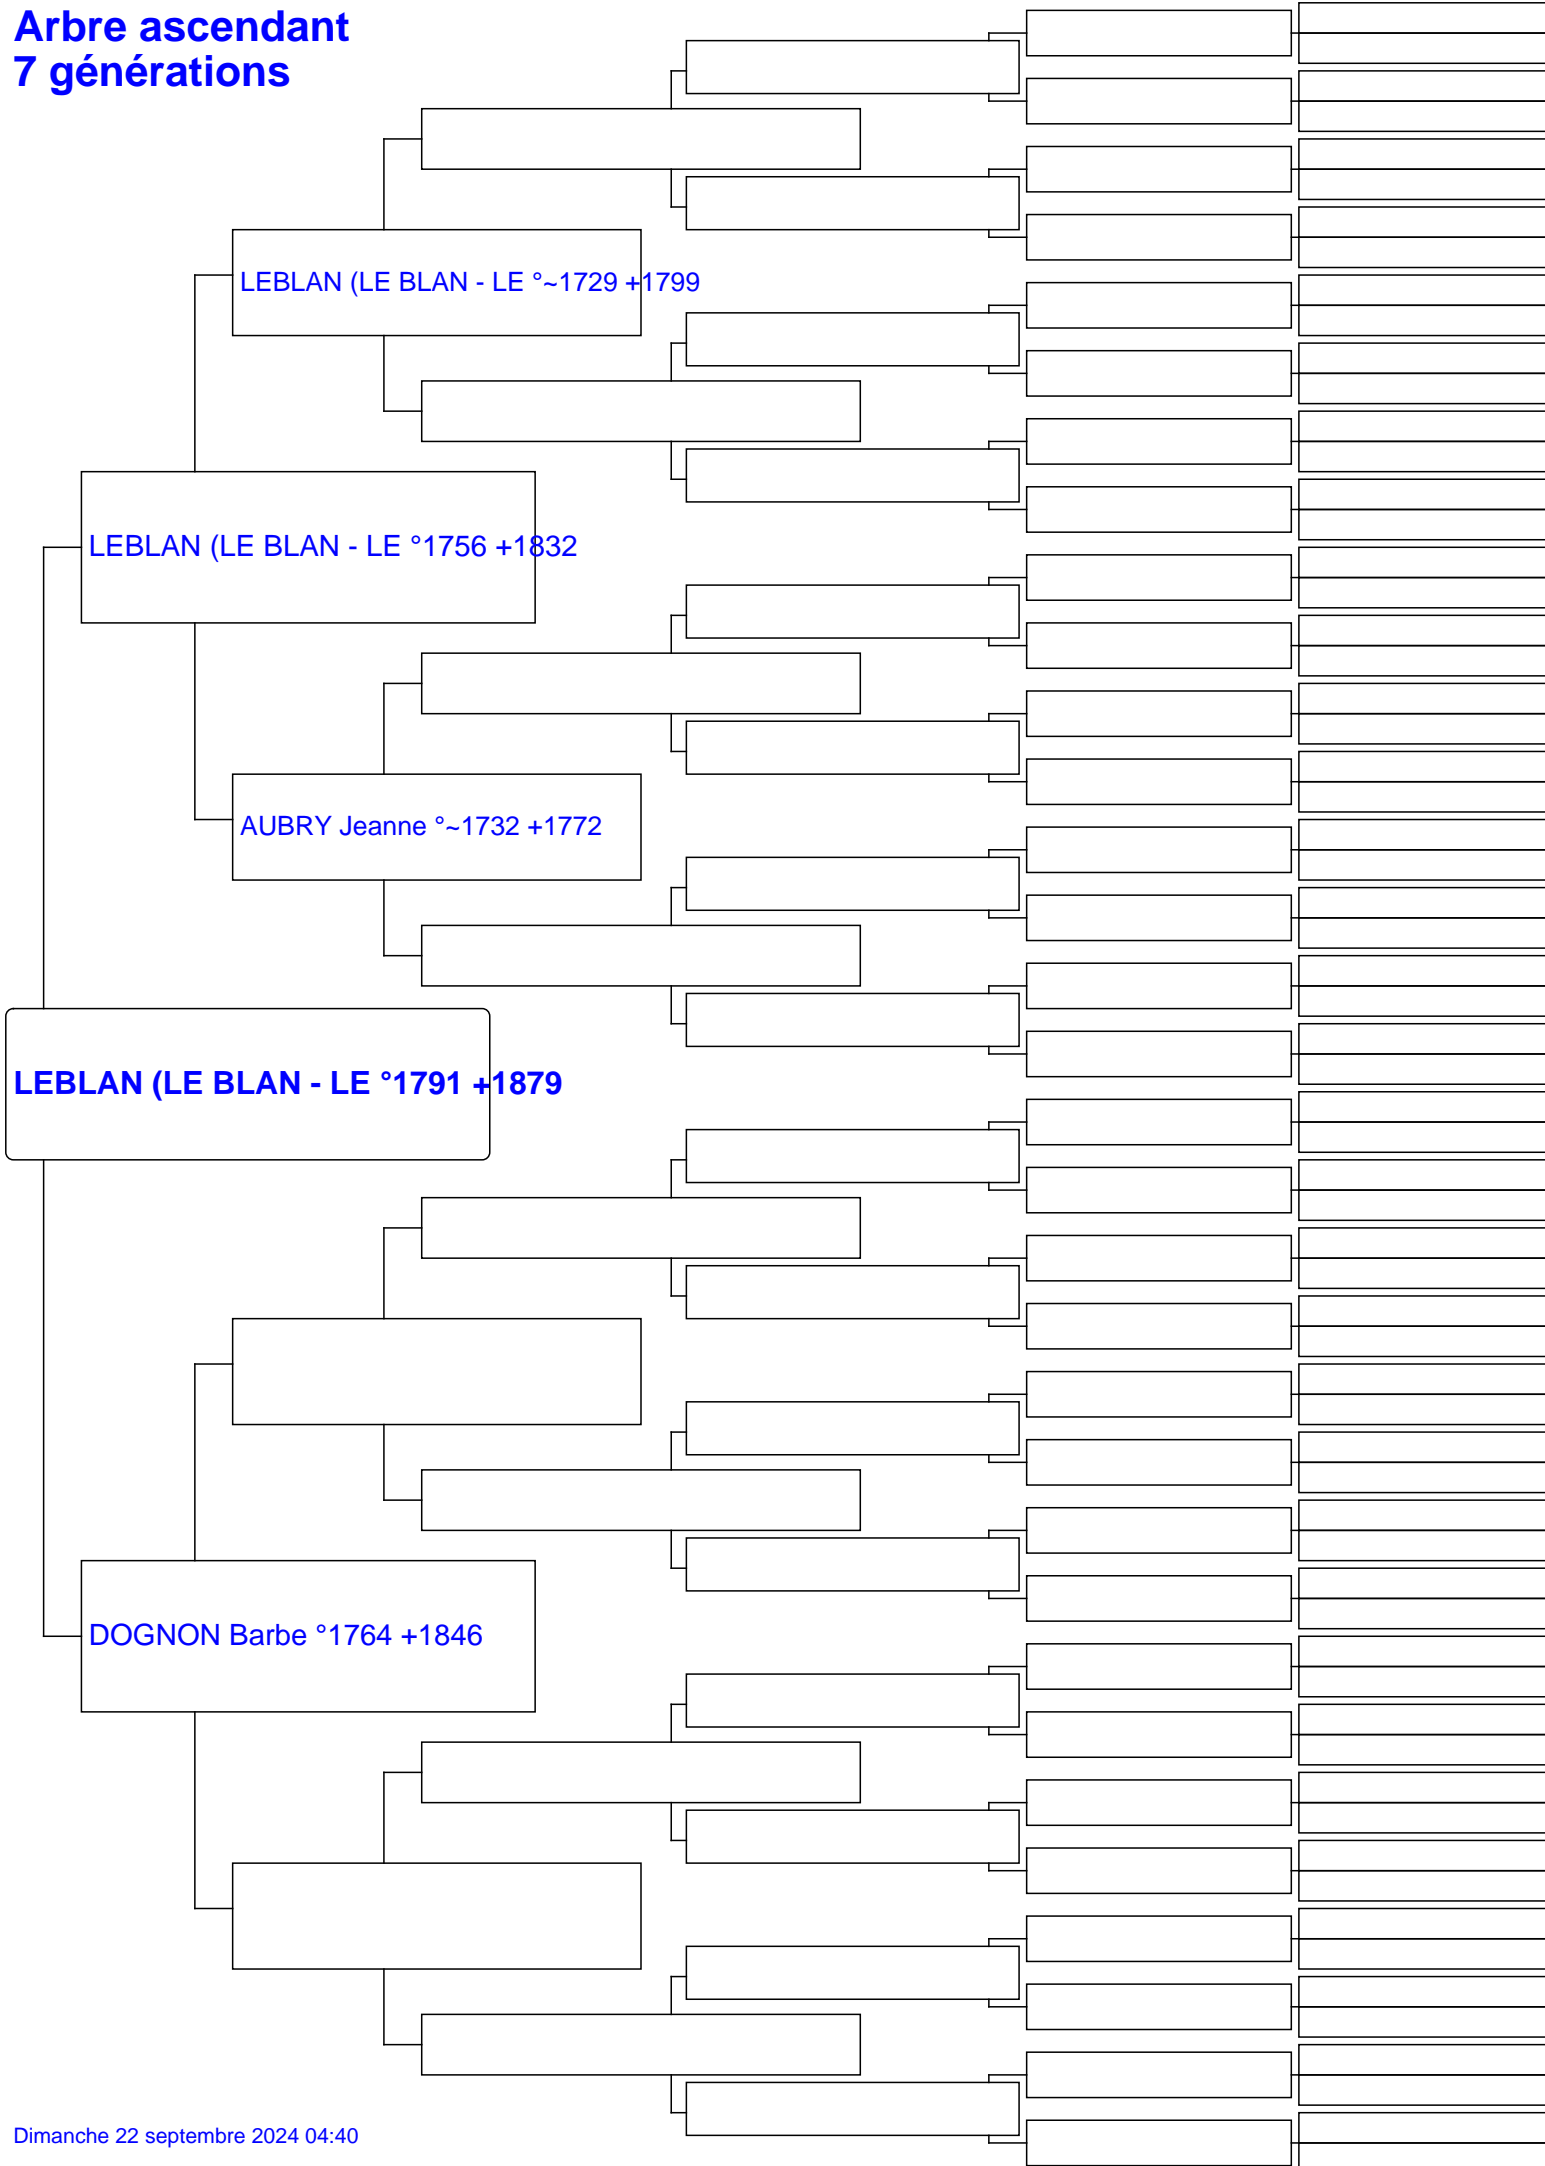 Arbre ascendant
7 générations
LEBLAN (LE BLAN - LE °~1729 +1799
LEBLAN (LE BLAN - LE °1756 +1832
AUBRY Jeanne °~1732 +1772
LEBLAN (LE BLAN - LE °1791 +1879
DOGNON Barbe °1764 +1846
Dimanche 22 septembre 2024 04:40